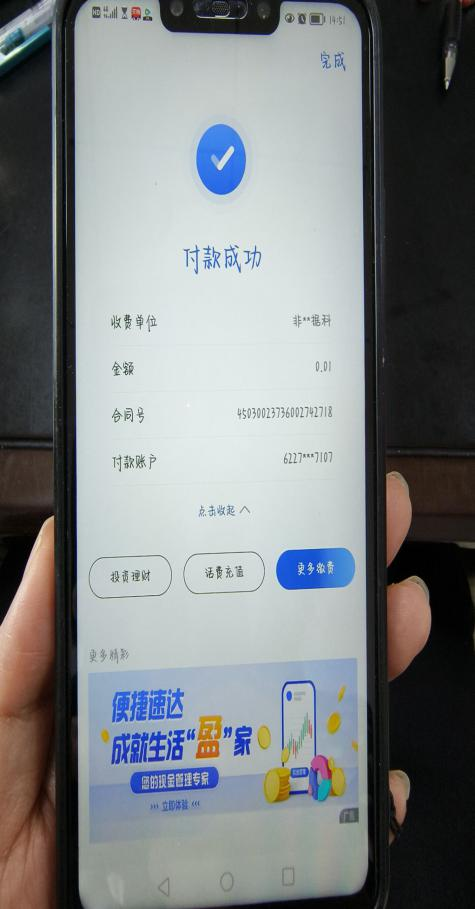 14:51
完成
付款成功
收费单位 非**据科
金额 0.01
合同号 45030023736002742718
付款账户 6227***7107
点击收起
投资理财 话费充值 更多缴费
更多精彩
便捷速达
成就生活“盈”家
您的现金管理专家
>>> 立即体验 <<<
广告